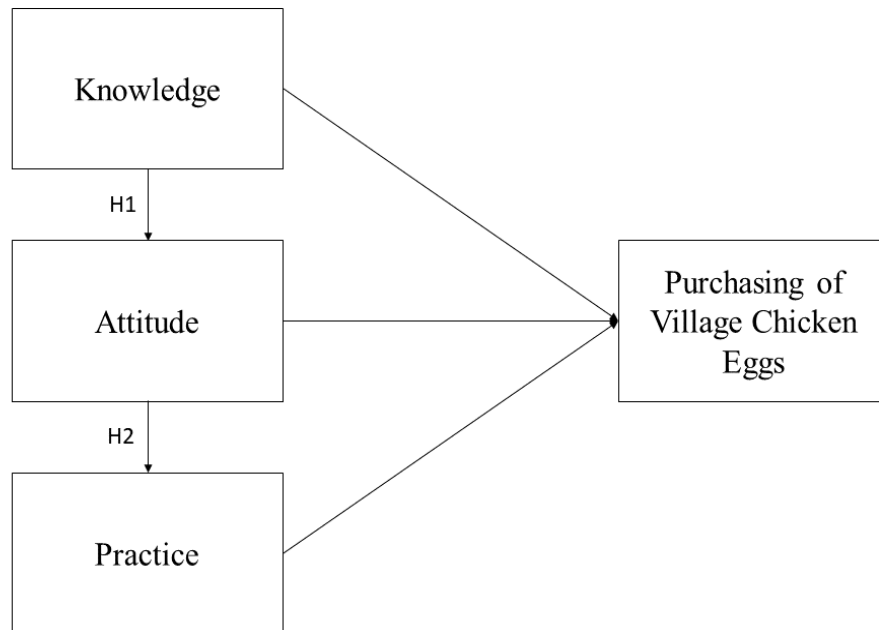 Knowledge
H1
Attitude
Purchasing of
Village Chicken
Eggs
H2
Practice